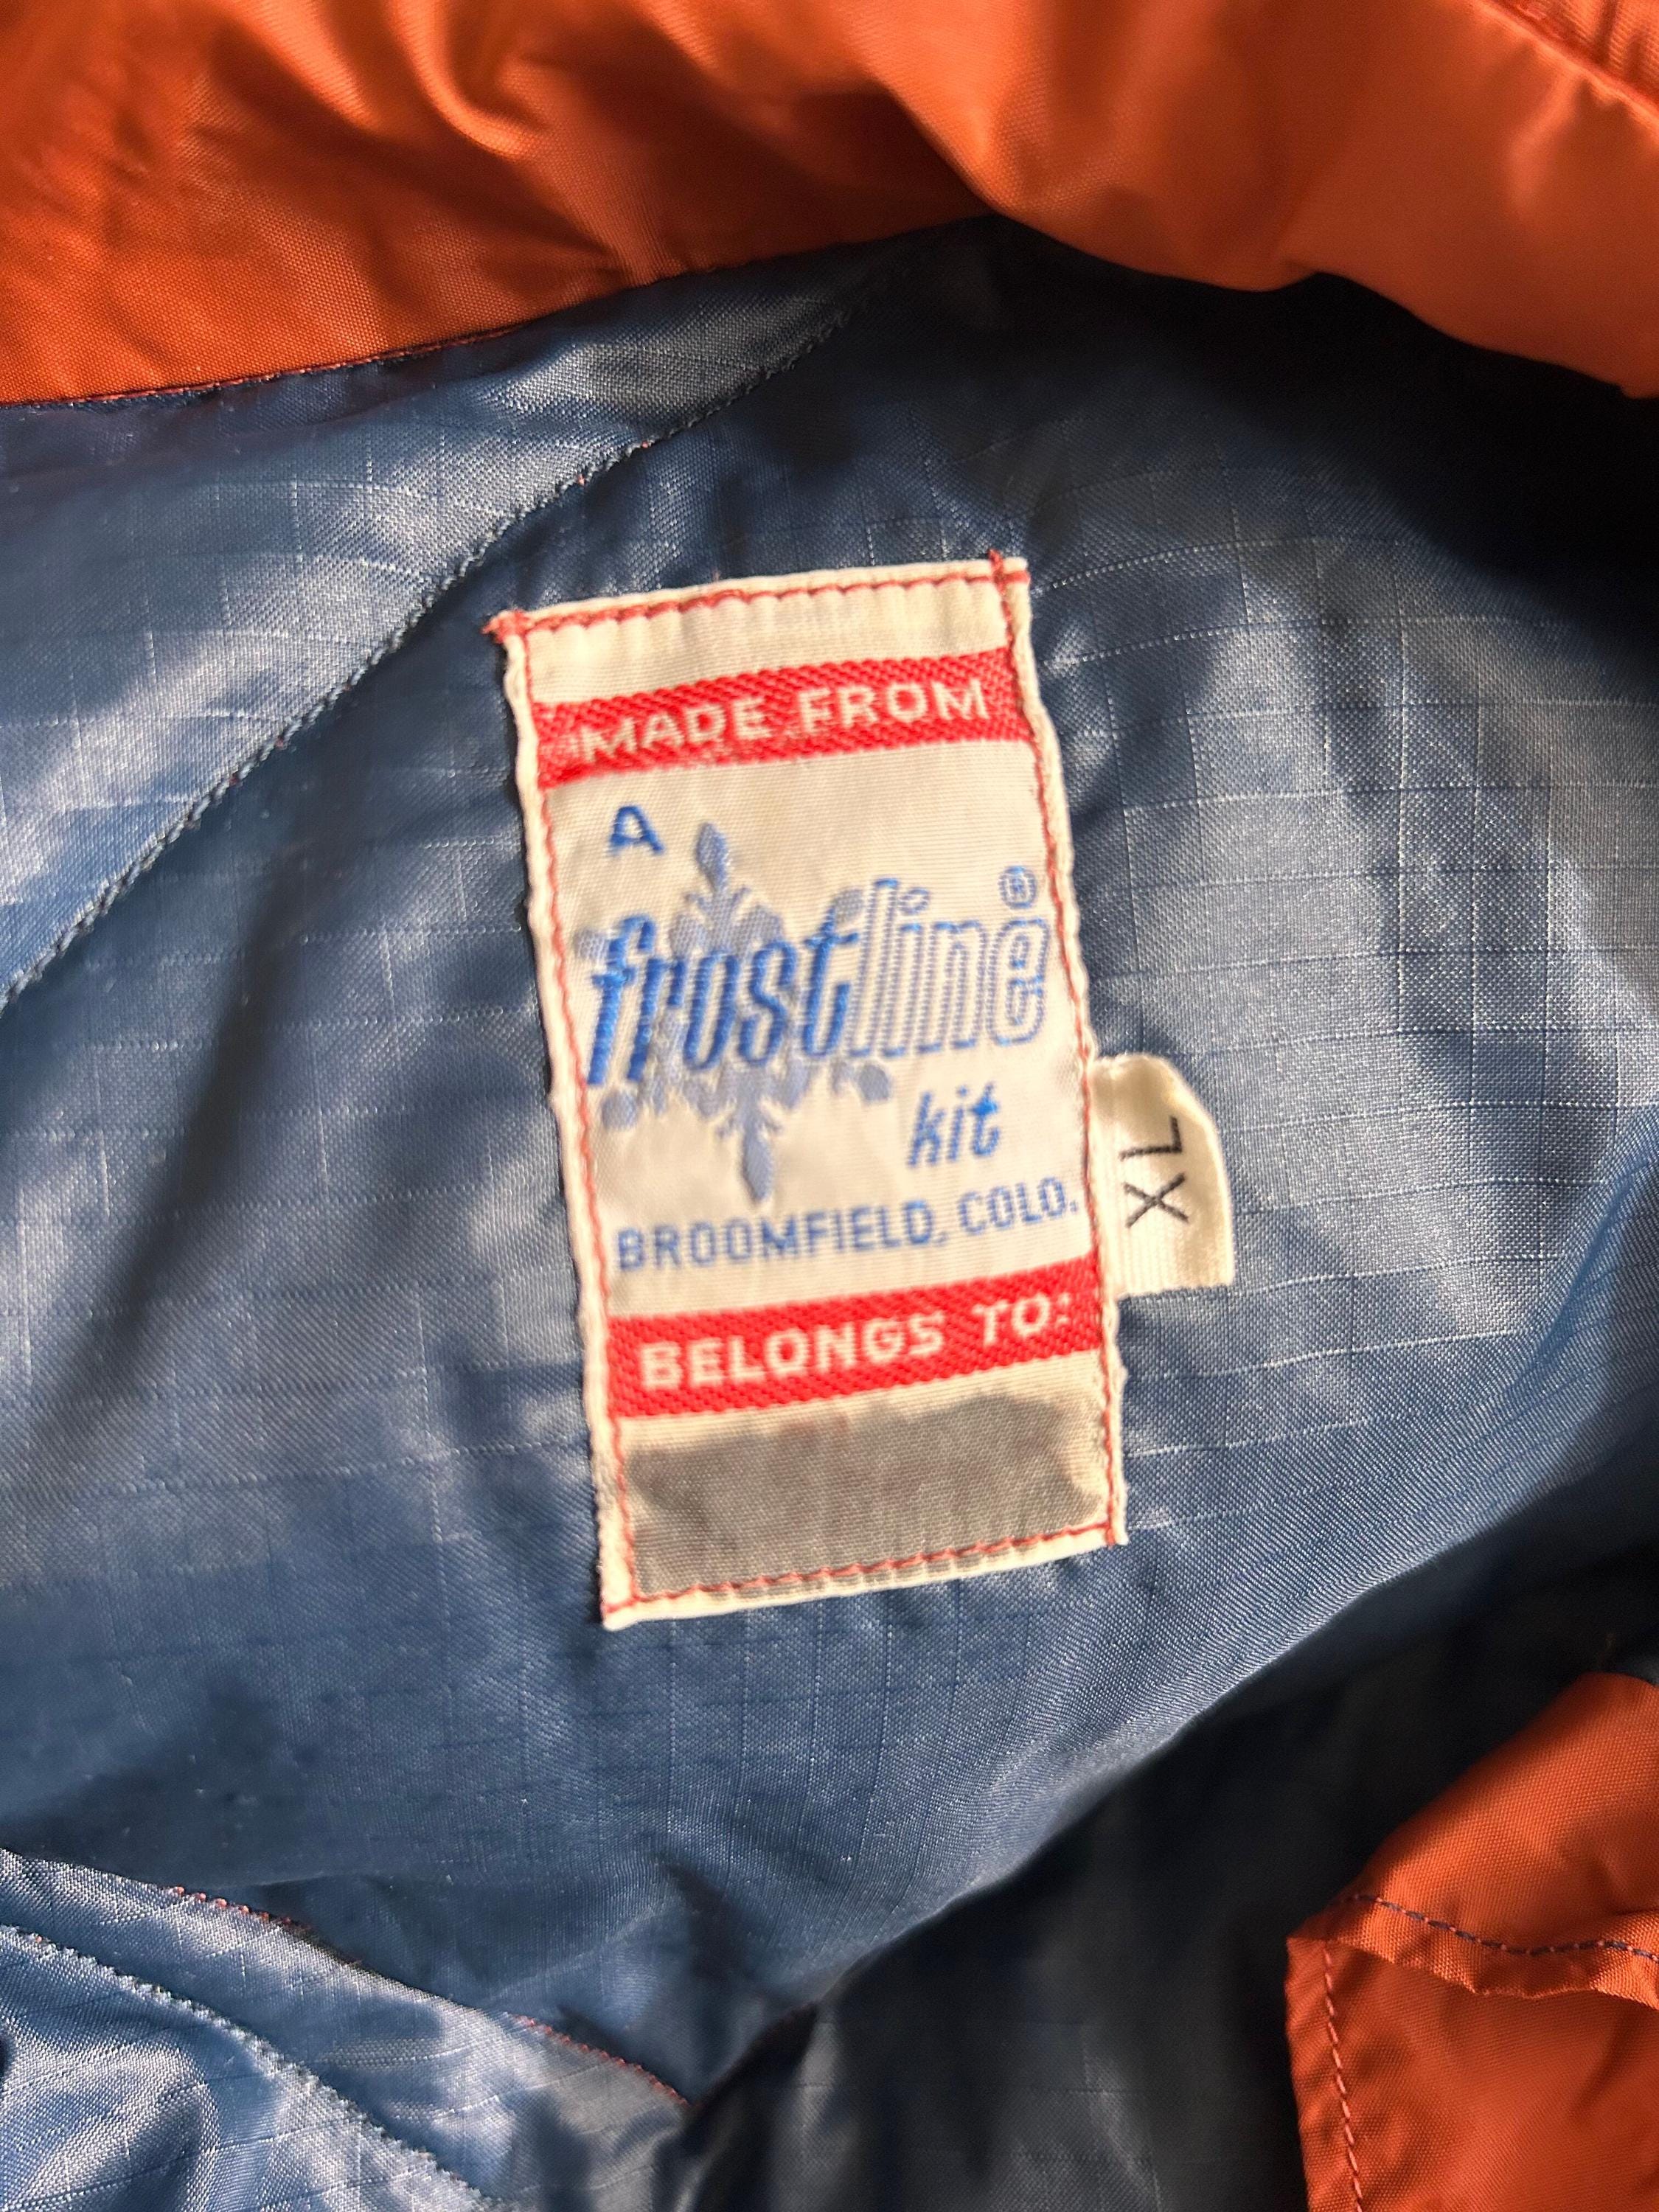 MADE FROM
A
frostline®
kit
BROOMFIELD, COLO.
XL
BELONGS TO: